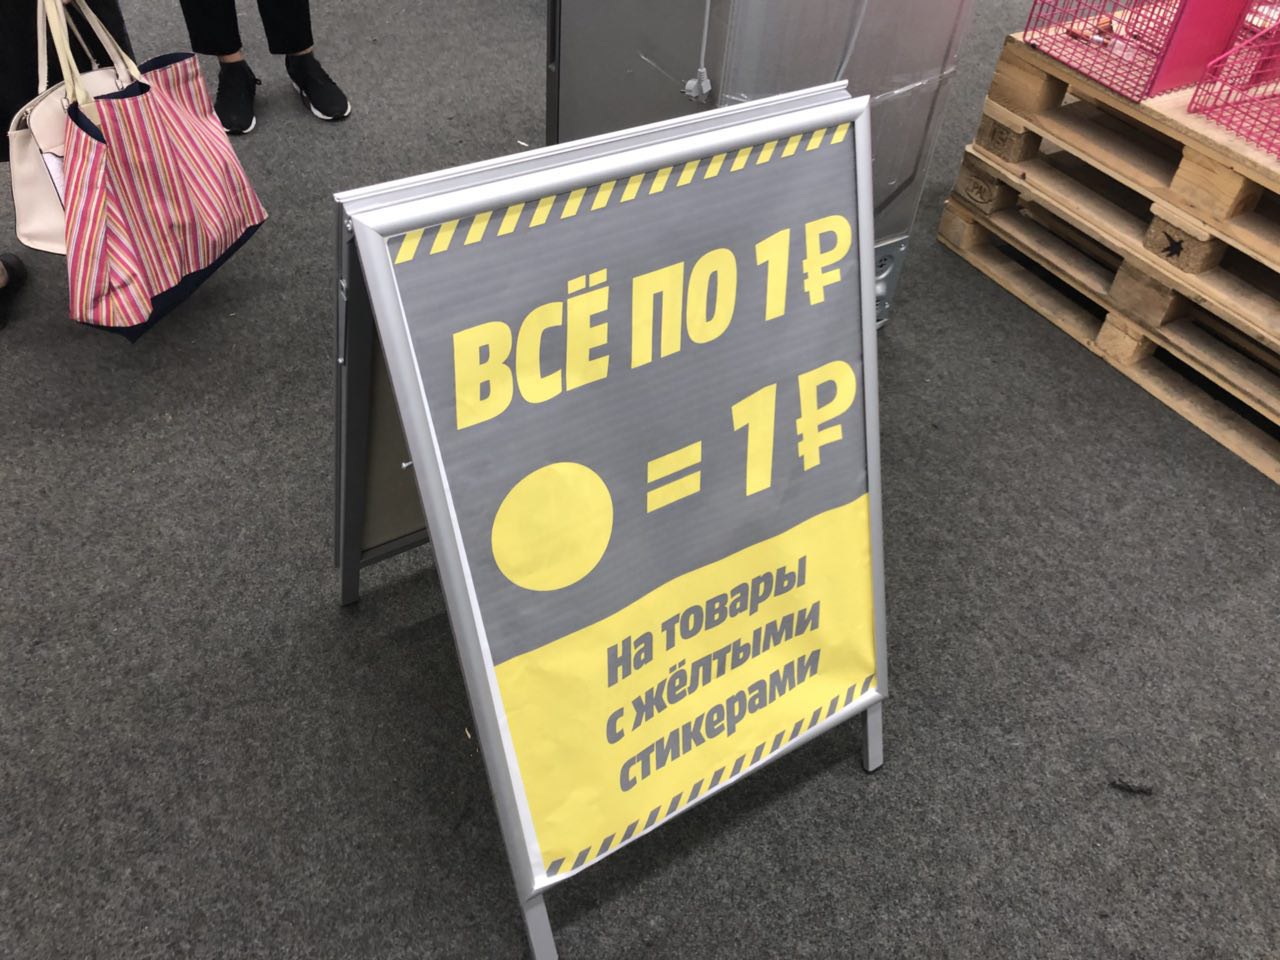 ВСЁ ПО 1 ₽
= 1 ₽
На товары
с жёлтыми
стикерами